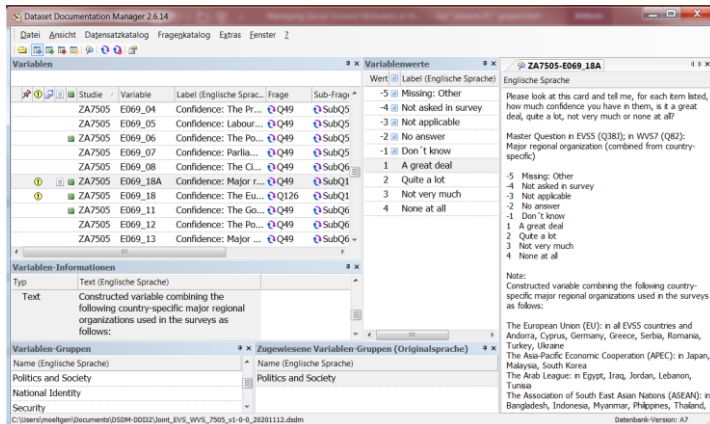 Dataset Documentation Manager 2.6.14
Datei Ansicht Datensatzkatalog Fragenkatalog Extras Fenster ?
Variablen
Studie Variable Label (Englische Sprac... Frage Sub-Frage
ZA7505 E069_04 Confidence: The Pr... Q49 SubQ5
ZA7505 E069_05 Confidence: Labour... Q49 SubQ5
ZA7505 E069_06 Confidence: The Po... Q49 SubQ5
ZA7505 E069_07 Confidence: Parlia... Q49 SubQ5
ZA7505 E069_08 Confidence: The Ci... Q49 SubQ6
ZA7505 E069_18A Confidence: Major r... Q49 SubQ1
ZA7505 E069_18 Confidence: The Eu... Q126 SubQ1
ZA7505 E069_11 Confidence: The Go... Q49 SubQ6
ZA7505 E069_12 Confidence: The Po... Q49 SubQ6
ZA7505 E069_13 Confidence: Major ... Q49 SubQ6
Variablen-Informationen
Typ Text (Englische Sprache)
Text Constructed variable combining the
following country-specific major regional
organizations used in the surveys as
follows:
Variablen-Gruppen
Name (Englische Sprache)
Politics and Society
National Identity
Security
Zugewiesene Variablen-Gruppen (Originalsprache)
Name (Englische Sprache)
Politics and Society
Variablenwerte
Wert Label (Englische Sprache)
-5 Missing: Other
-4 Not asked in survey
-3 Not applicable
-2 No answer
-1 Don´t know
1 A great deal
2 Quite a lot
3 Not very much
4 None at all
ZA7505-E069_18A
Englische Sprache
Please look at this card and tell me, for each item listed,
how much confidence you have in them, is it a great
deal, quite a lot, not very much or none at all?
Master Question in EVS5 (Q38J); in WVS7 (Q82):
Major regional organization (combined from country-
specific)
-5 Missing: Other
-4 Not asked in survey
-3 Not applicable
-2 No answer
-1 Don´t know
1 A great deal
2 Quite a lot
3 Not very much
4 None at all
Note:
Constructed variable combining the following country-
specific major regional organizations used in the surveys
as follows:
The European Union (EU): in all EVS5 countries and
Andorra, Cyprus, Germany, Greece, Serbia, Romania,
Turkey, Ukraine
The Asia-Pacific Economic Cooperation (APEC): in Japan,
Malaysia, South Korea
The Arab League: in Egypt, Iraq, Jordan, Lebanon,
Tunisia
The Association of South East Asian Nations (ASEAN): in
Bangladesh, Indonesia, Myanmar, Philippines, Thailand,
C:\Users\moeltgen\Documents\DSDM-DDI32\Joint_EVS_WVS_7505_v1-0-0_20201112.dsdm
Datenbank-Version: A7